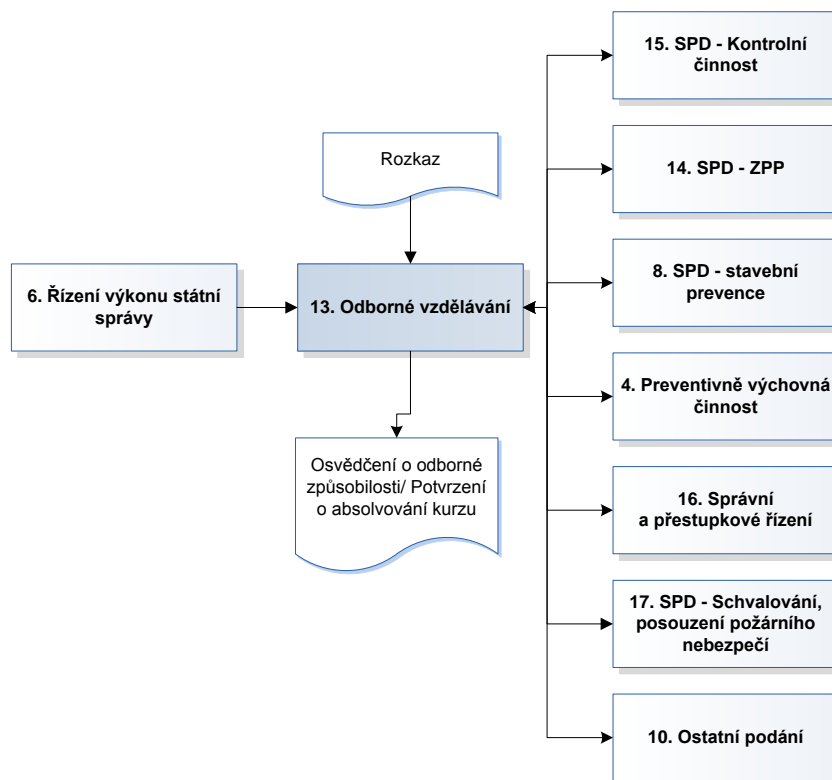 15. SPD - Kontrolní
činnost
Rozkaz
14. SPD - ZPP
6. Řízení výkonu státní
správy
13. Odborné vzdělávání
8. SPD - stavební
prevence
4. Preventivně výchovná
činnost
Osvědčení o odborné
způsobilosti/ Potvrzení
o absolvování kurzu
16. Správní
a přestupkové řízení
17. SPD - Schvalování,
posouzení požárního
nebezpečí
10. Ostatní podání